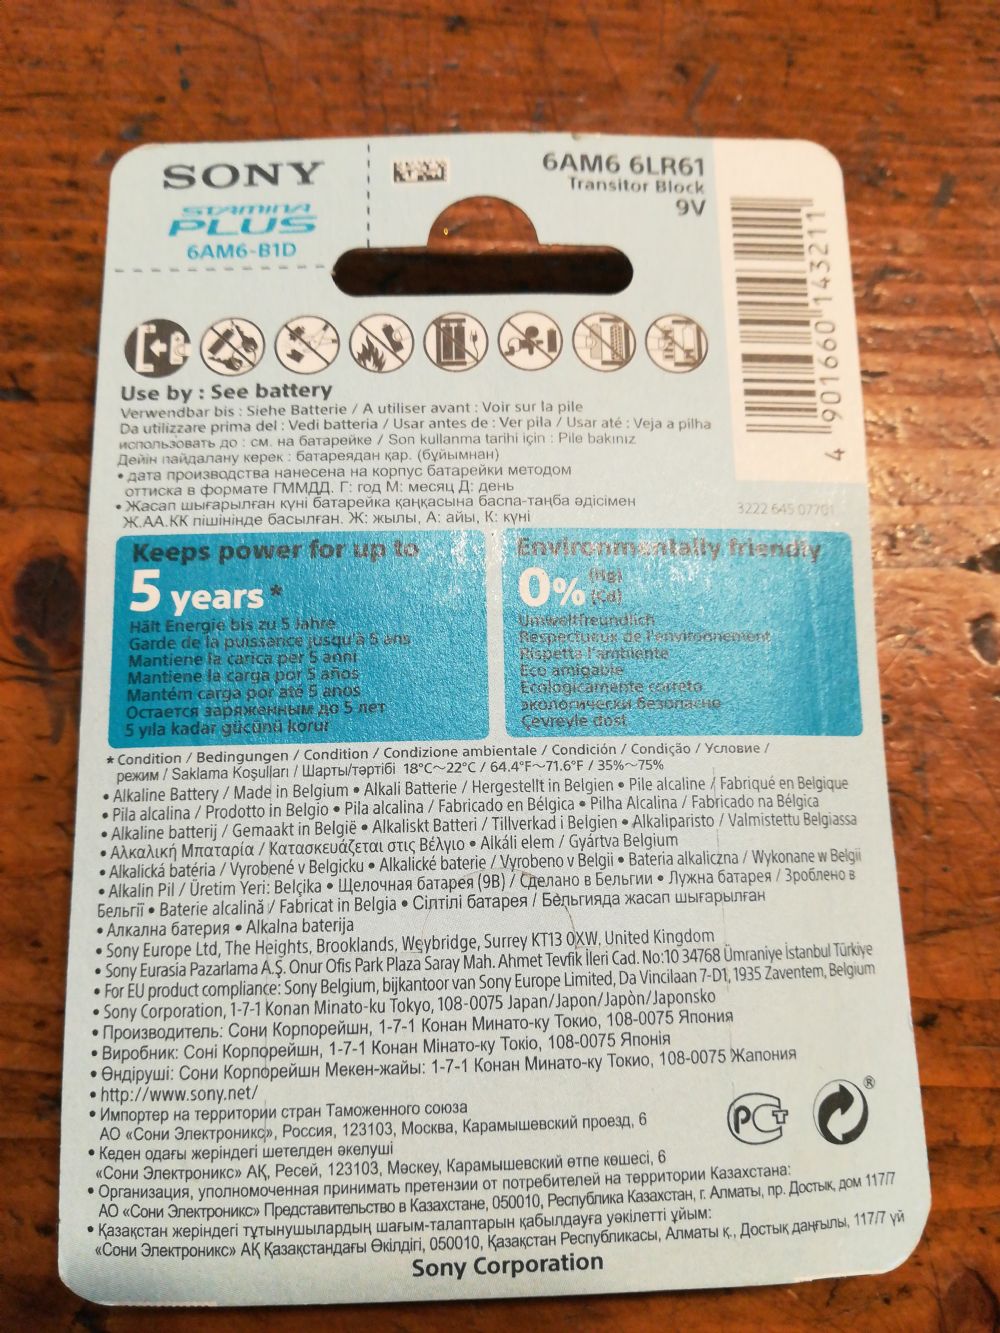 SONY
STAMINA
PLUS
6AM6-B1D
6AM6 6LR61
Transitor Block
9V
4 901660 143211
Use by : See battery
Verwendbar bis : Siehe Batterie / A utiliser avant : Voir sur la pile
Da utilizzare prima del : Vedi batteria / Usar antes de : Ver pila / Usar até : Veja a pilha
использовать до : см. на батарейке / Son kullanma tarihi için : Pile bakınız
Дейін пайдалану керек : батареядан қар. (бұйымнан)
• дата производства нанесена на корпус батарейки методом
оттиска в формате ГММДД. Г: год М: месяц Д: день
• Жасап шығарылған күні батарейка қаңқасына баспа-таңба әдісімен
Ж.АА.КК пішінінде басылған. Ж: жылы, А: айы, К: күні
3222 645 07701
Keeps power for up to
5 years *
Hält Energie bis zu 5 Jahre
Garde de la puissance jusqu'à 5 ans
Mantiene la carica per 5 anni
Mantiene la carga por 5 años
Mantém carga por até 5 anos
Остается заряженным до 5 лет
5 yıla kadar gücünü korur
Environmentally friendly
0% (Hg)
(Cd)
Umweltfreundlich
Respectueux de l'environnement
Rispetta l'ambiente
Eco amigable
Ecologicamente correto
экологически безопасно
Çevreyle dost
* Condition / Bedingungen / Condition / Condizione ambientale / Condición / Condição / Условие /
режим / Saklama Koşulları / Шарты/тәртібі 18°C~22°C / 64.4°F~71.6°F / 35%~75%
• Alkaline Battery / Made in Belgium • Alkali Batterie / Hergestellt in Belgien • Pile alcaline / Fabriqué en Belgique
• Pila alcalina / Prodotto in Belgio • Pila alcalina / Fabricado en Bélgica • Pilha Alcalina / Fabricado na Bélgica
• Alkaline batterij / Gemaakt in België • Alkaliskt Batteri / Tillverkad i Belgien • Alkaliparisto / Valmistettu Belgiassa
• Αλκαλική Μπαταρία / Κατασκευάζεται στις Βέλγιο • Alkáli elem / Gyártva Belgium
• Alkalická batéria / Vyrobené v Belgicku • Alkalické baterie / Vyrobeno v Belgii • Bateria alkaliczna / Wykonane w Belgii
• Alkalin Pil / Üretim Yeri: Belçika • Щелочная батарея (9В) / Сделано в Бельгии • Лужна батарея / Зроблено в
Бельгії • Baterie alcalină / Fabricat in Belgia • Сілтілі батарея / Бельгияда жасап шығарылған
• Алкална батерия • Alkalna baterija
• Sony Europe Ltd, The Heights, Brooklands, Weybridge, Surrey KT13 0XW, United Kingdom
• Sony Eurasia Pazarlama A.Ş. Onur Ofis Park Plaza Saray Mah. Ahmet Tevfik İleri Cad. No:10 34768 Ümraniye İstanbul Türkiye
• For EU product compliance: Sony Belgium, bijkantoor van Sony Europe Limited, Da Vincilaan 7-D1, 1935 Zaventem, Belgium
• Sony Corporation, 1-7-1 Konan Minato-ku Tokyo, 108-0075 Japan/Japon/Japòn/Japonsko
• Производитель: Сони Корпорейшн, 1-7-1 Конан Минато-ку Токио, 108-0075 Япония
• Виробник: Соні Корпорейшн, 1-7-1 Конан Мінато-ку Токіо, 108-0075 Японія
• Өндіруші: Сони Корпорейшн Мекен-жайы: 1-7-1 Конан Минато-ку Токио, 108-0075 Жапония
• http://www.sony.net/
• Импортер на территории стран Таможенного союза
АО «Сони Электроникс», Россия, 123103, Москва, Карамышевский проезд, 6
• Кеден одағы жеріндегі шетелден әкелуші
«Сони Электроникс» АҚ, Ресей, 123103, Мәскеу, Карамышевский өтпе көшесі, 6
• Организация, уполномоченная принимать претензии от потребителей на территории Казахстана:
АО «Сони Электроникс» Представительство в Казахстане, 050010, Республика Казахстан, г. Алматы, пр. Достык, дом 117/7
• Қазақстан жеріндегі тұтынушылардың шағым-талаптарын қабылдауға уәкілетті ұйым:
«Сони Электроникс» АҚ Қазақстандағы Өкілдігі, 050010, Қазақстан Республикасы, Алматы қ., Достық даңғылы, 117/7 үй
РСТ
®
Sony Corporation